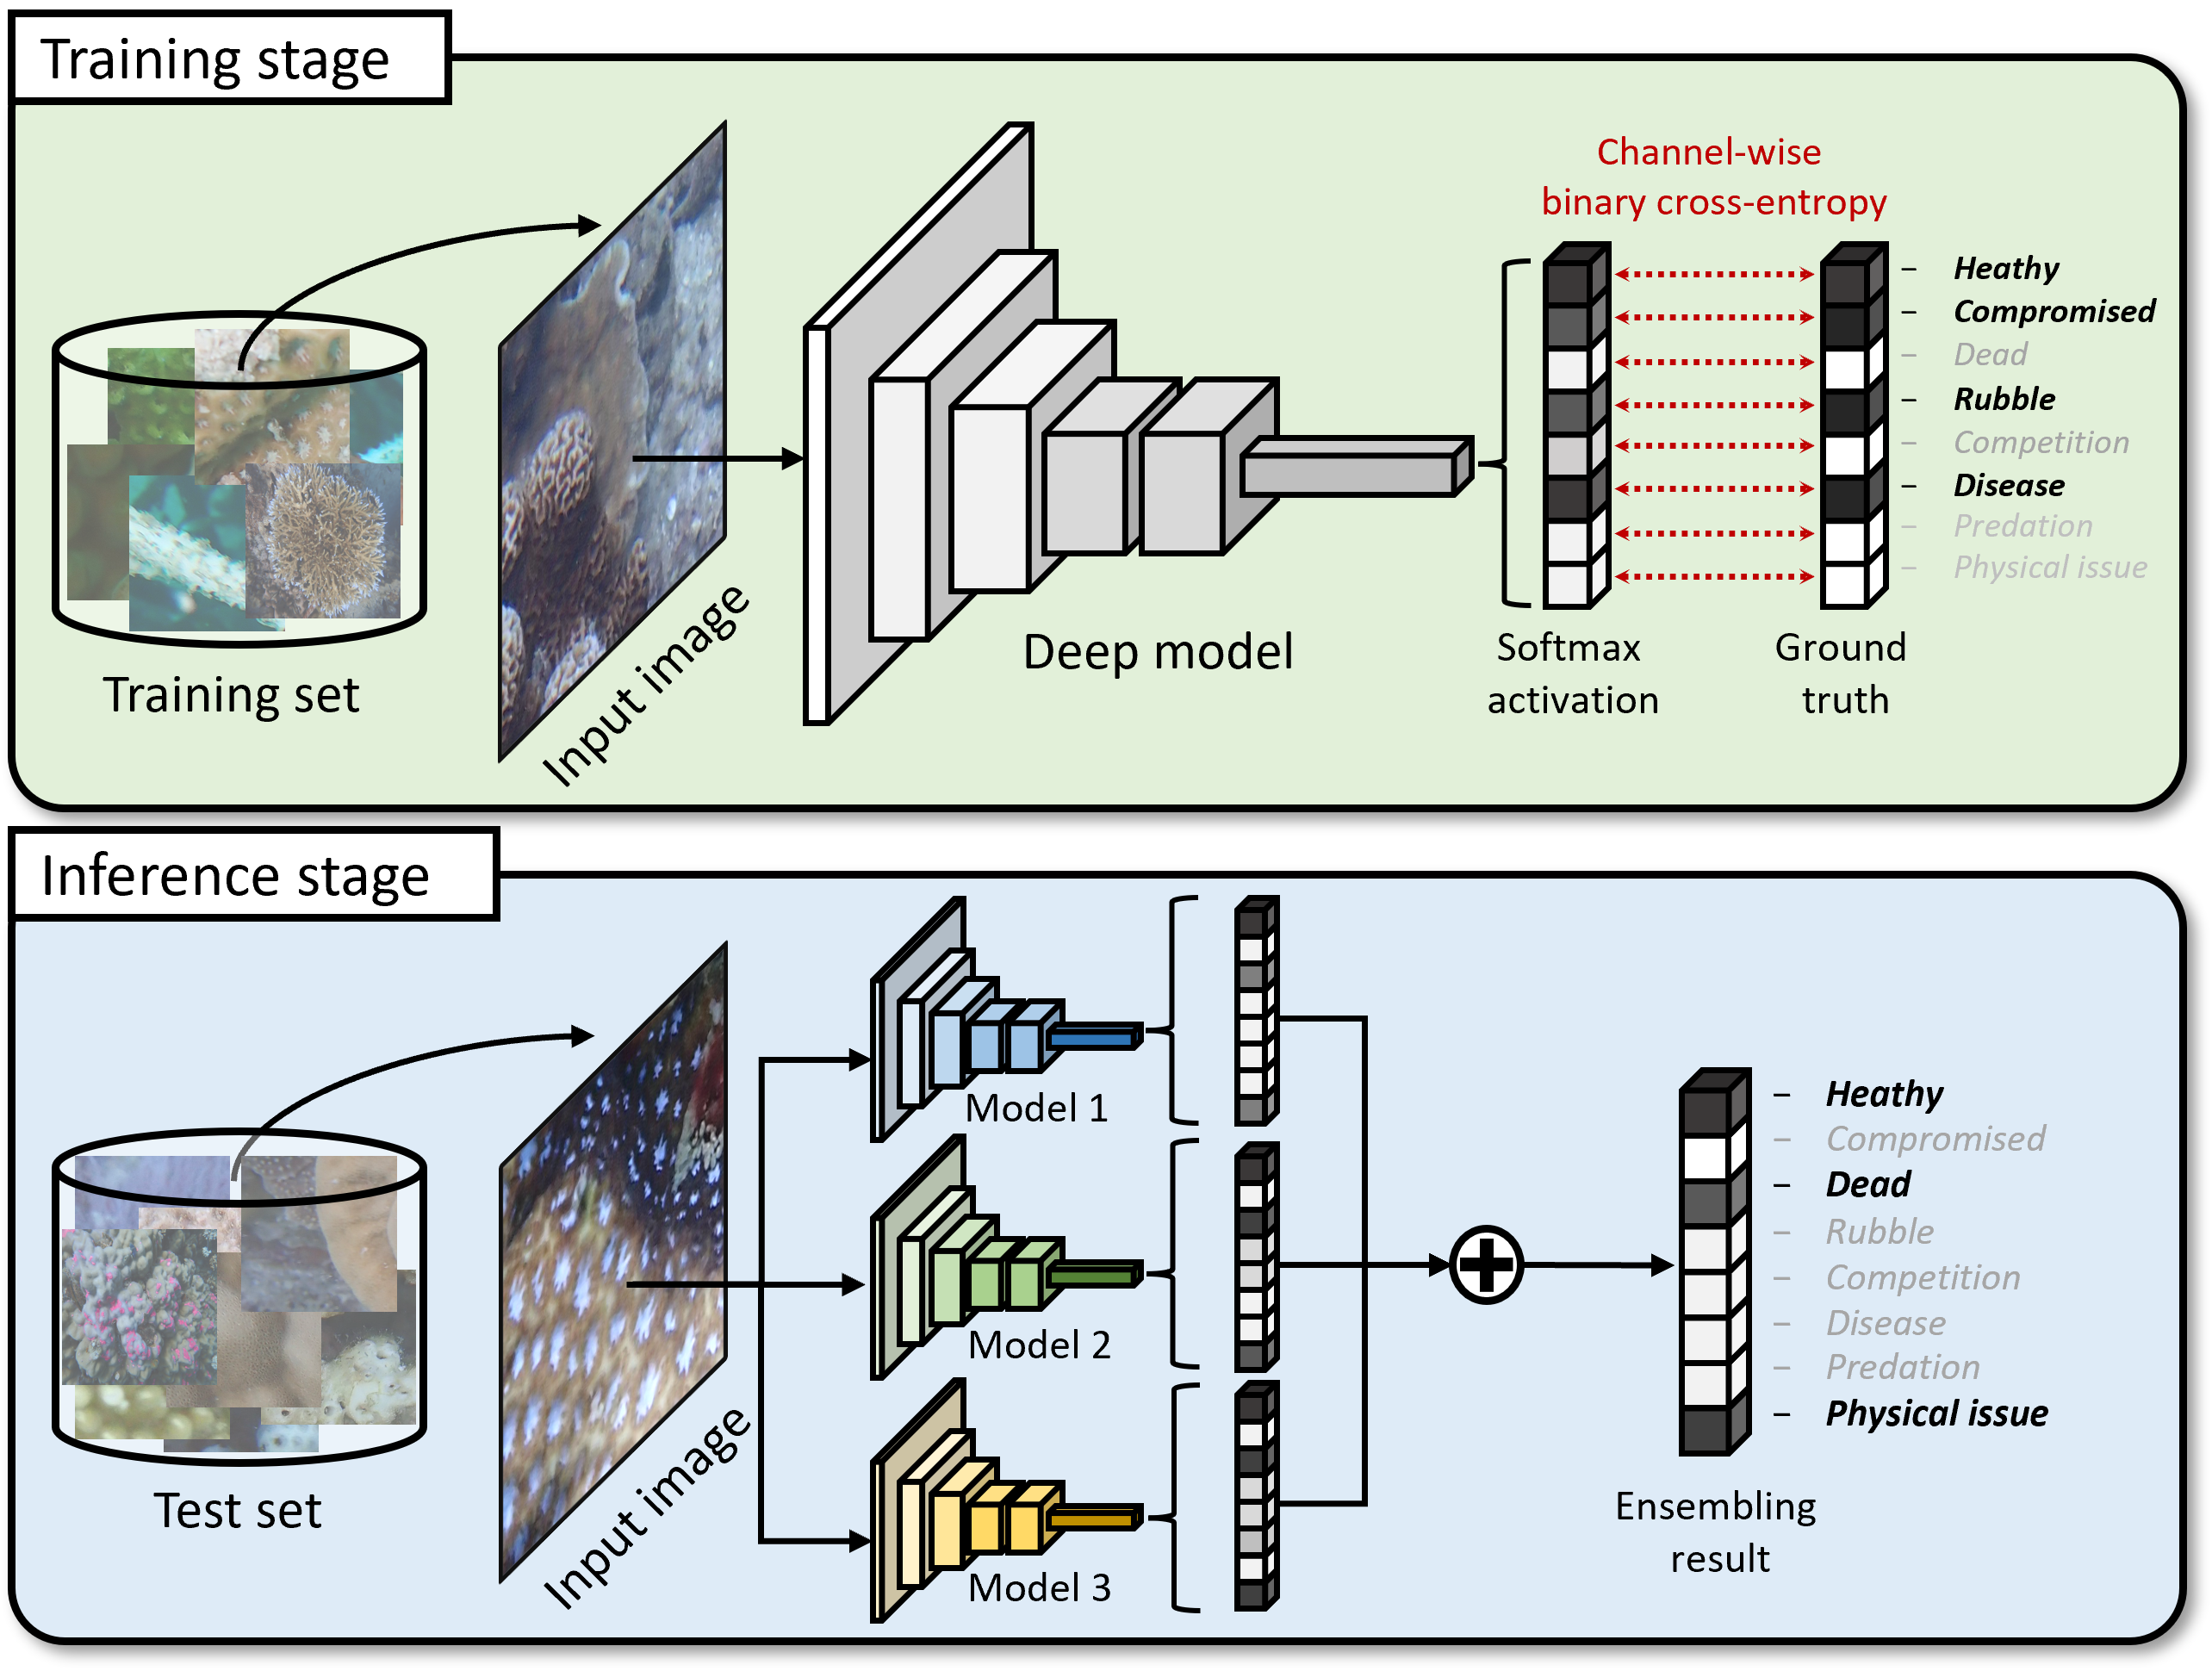 Training stage
Channel-wise
binary cross-entropy
– Heathy
– Compromised
– Dead
– Rubble
– Competition
– Disease
– Predation
– Physical issue
Training set
Input image
Deep model
Softmax
activation
Ground
truth
Inference stage
Model 1
Model 2
Model 3
– Heathy
– Compromised
– Dead
– Rubble
– Competition
– Disease
– Predation
– Physical issue
Test set
Input image
Ensembling
result